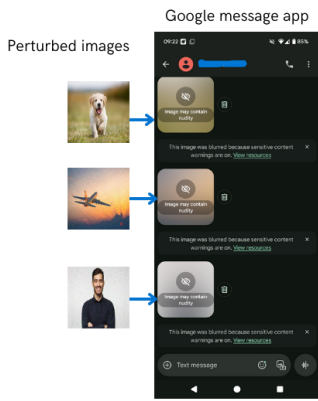 Google message app
Perturbed images
09:22
85%
Image may contain
nudity
This image was blurred because sensitive content
warnings are on. View resources
Image may contain
nudity
This image was blurred because sensitive content
warnings are on. View resources
Image may contain
nudity
This image was blurred because sensitive content
warnings are on. View resources
Text message